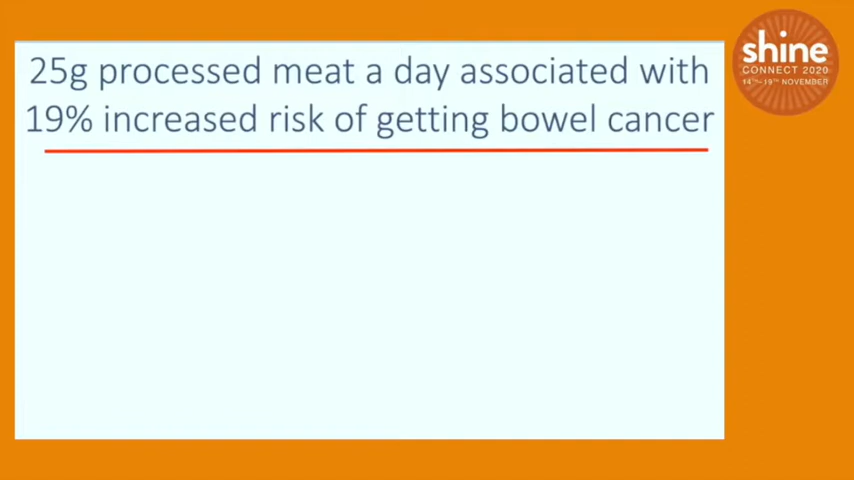 25g processed meat a day associated with
19% increased risk of getting bowel cancer
shine
CONNECT 2020
14TH-19TH NOVEMBER